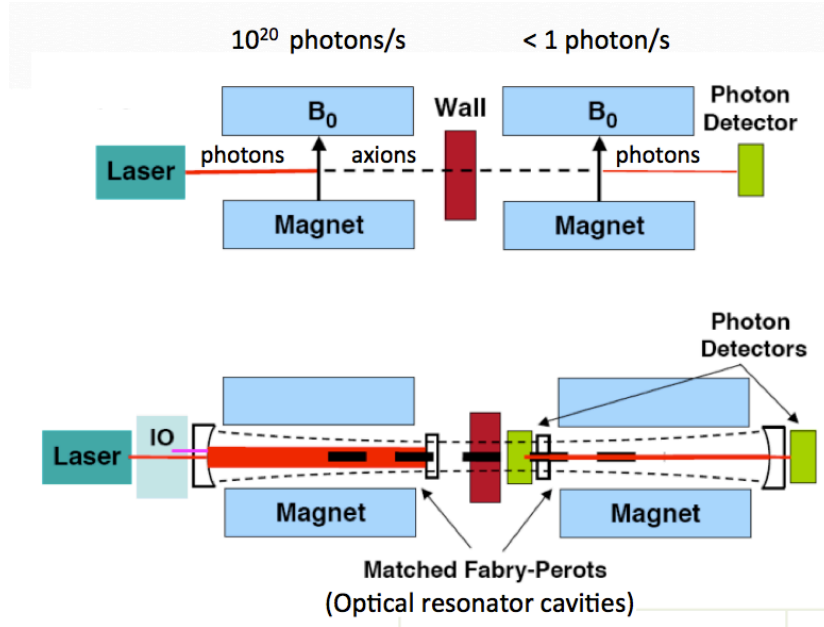 10²⁰ photons/s
< 1 photon/s
B₀
Wall
B₀
Photon
Detector
Laser
photons
axions
photons
Magnet
Magnet
Photon
Detectors
IO
Laser
Magnet
Magnet
Matched Fabry-Perots
(Optical resonator cavities)